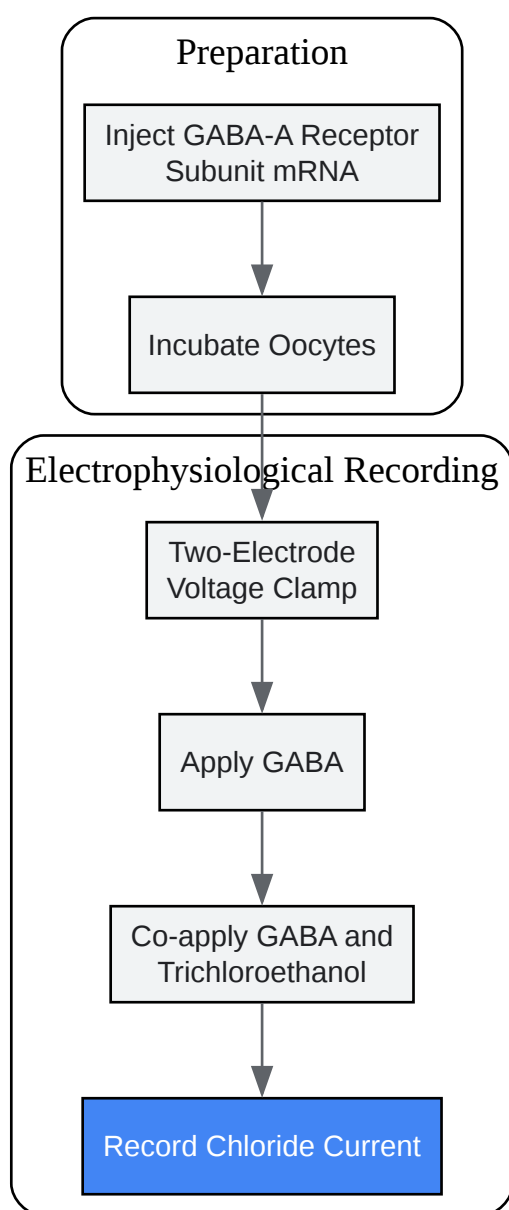 Preparation
Inject GABA-A Receptor
Subunit mRNA
Incubate Oocytes
Electrophysiological Recording
Two-Electrode
Voltage Clamp
Apply GABA
Co-apply GABA and
Trichloroethanol
Record Chloride Current